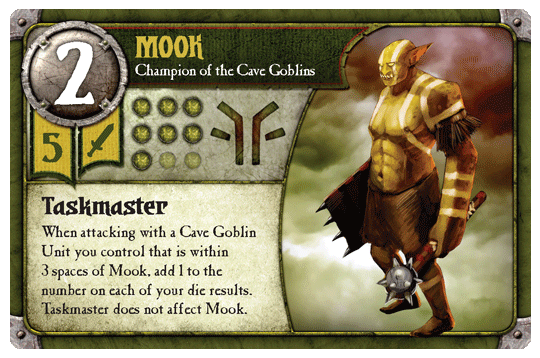 2
MOOK
Champion of the Cave Goblins
5
Taskmaster
When attacking with a Cave Goblin
Unit you control that is within
3 spaces of Mook, add 1 to the
number on each of your die results.
Taskmaster does not affect Mook.